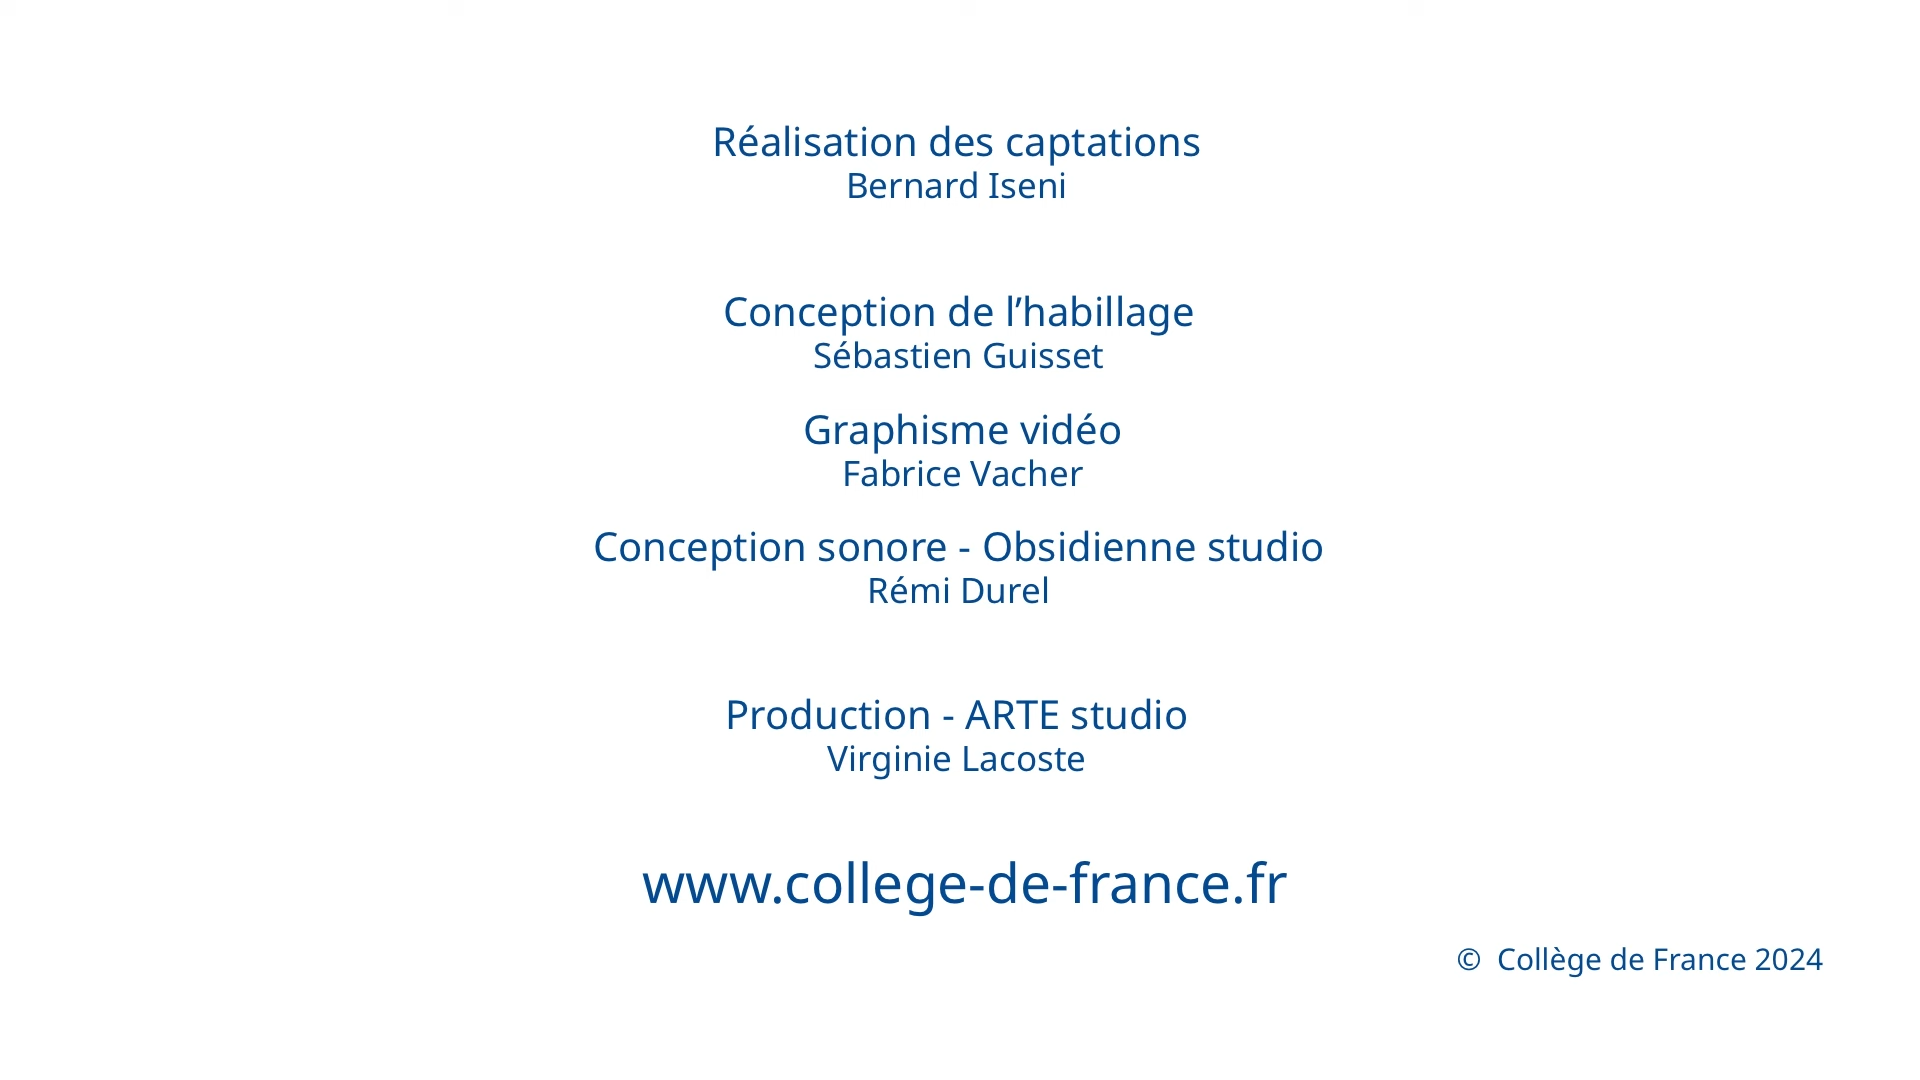 Réalisation des captations
Bernard Iseni
Conception de l’habillage
Sébastien Guisset
Graphisme vidéo
Fabrice Vacher
Conception sonore - Obsidienne studio
Rémi Durel
Production - ARTE studio
Virginie Lacoste
www.college-de-france.fr
© Collège de France 2024